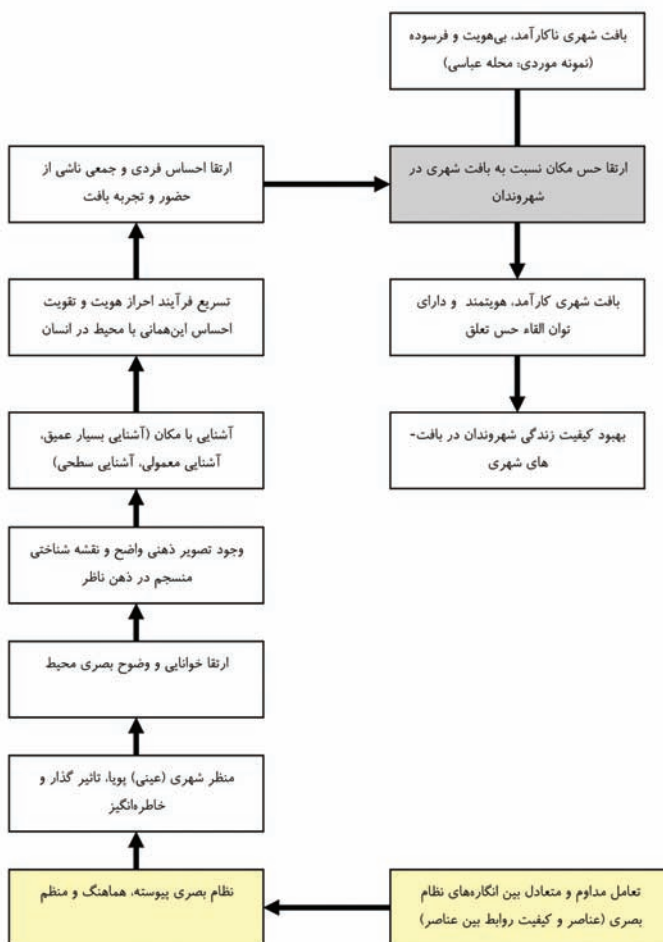 بافت شهری ناکارآمد، بی‌هویت و فرسوده
(نمونه موردی: محله عباسی)
ارتقا حس مکان نسبت به بافت شهری در
شهروندان
ارتقا احساس فردی و جمعی ناشی از
حضور و تجربه بافت
بافت شهری کارآمد، هویتمند و دارای
توان القاء حس تعلق
تسریع فرآیند احراز هویت و تقویت
احساس این‌همانی با محیط در انسان
بهبود کیفیت زندگی شهروندان در بافت-
های شهری
آشنایی با مکان (آشنایی بسیار عمیق،
آشنایی معمولی، آشنایی سطحی)
وجود تصویر ذهنی واضح و نقشه شناختی
منسجم در ذهن ناظر
ارتقا خوانایی و وضوح بصری محیط
منظر شهری (عینی) پویا، تاثیر گذار و
خاطره‌انگیز
تعامل مداوم و متعادل بین انگاره‌های نظام
بصری (عناصر و کیفیت روابط بین عناصر)
نظام بصری پیوسته، هماهنگ و منظم